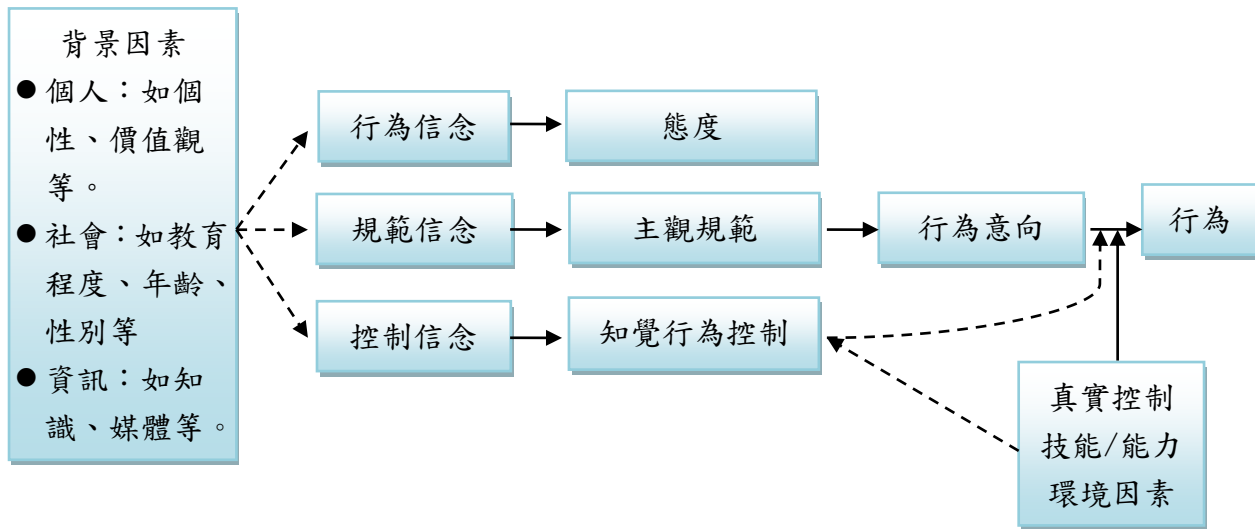 背景因素
● 個人：如個
性、價值觀
等。
● 社會：如教育
程度、年齡、
性別等
● 資訊：如知
識、媒體等。
行為信念
態度
規範信念
主觀規範
行為意向
行為
控制信念
知覺行為控制
真實控制
技能/能力
環境因素